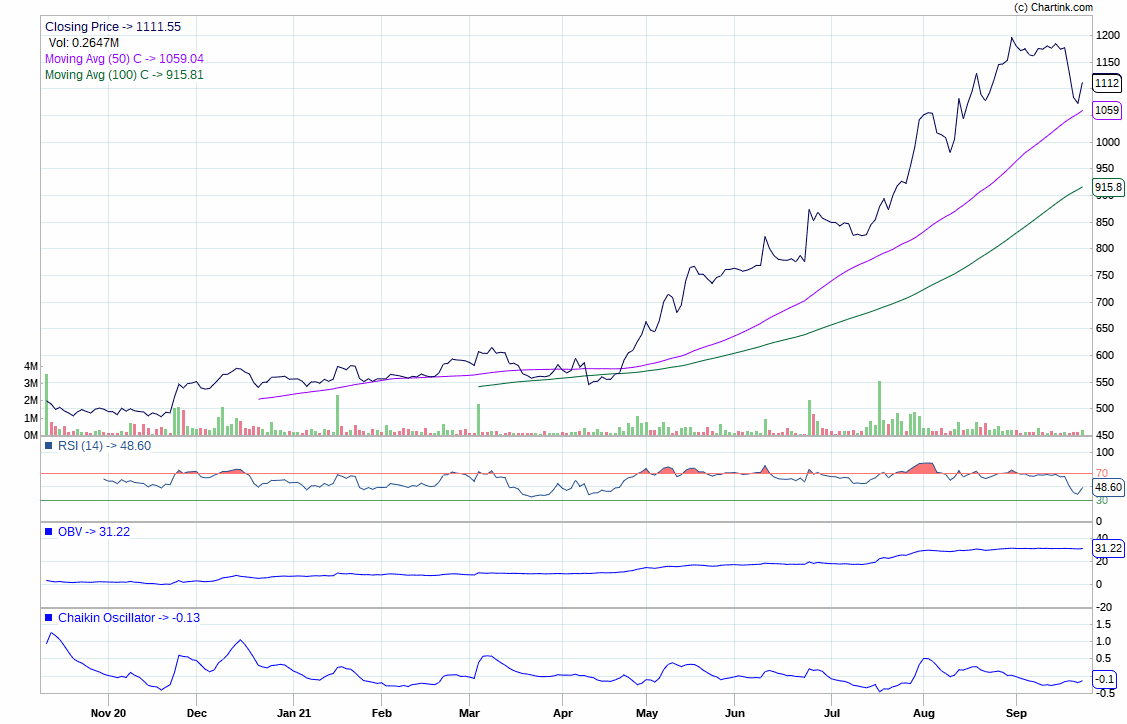 (c) Chartink.com
Closing Price -> 1111.55
Vol: 0.2647M
Moving Avg (50) C -> 1059.04
Moving Avg (100) C -> 915.81
1200
1150
1112
1059
1000
950
915.8
850
800
750
700
650
600
550
500
450
4M
3M
2M
1M
0M
RSI (14) -> 48.60
100
70
48.60
30
0
OBV -> 31.22
40
31.22
20
0
-20
Chaikin Oscillator -> -0.13
1.5
1.0
0.5
-0.1
-0.5
Nov 20 Dec Jan 21 Feb Mar Apr May Jun Jul Aug Sep